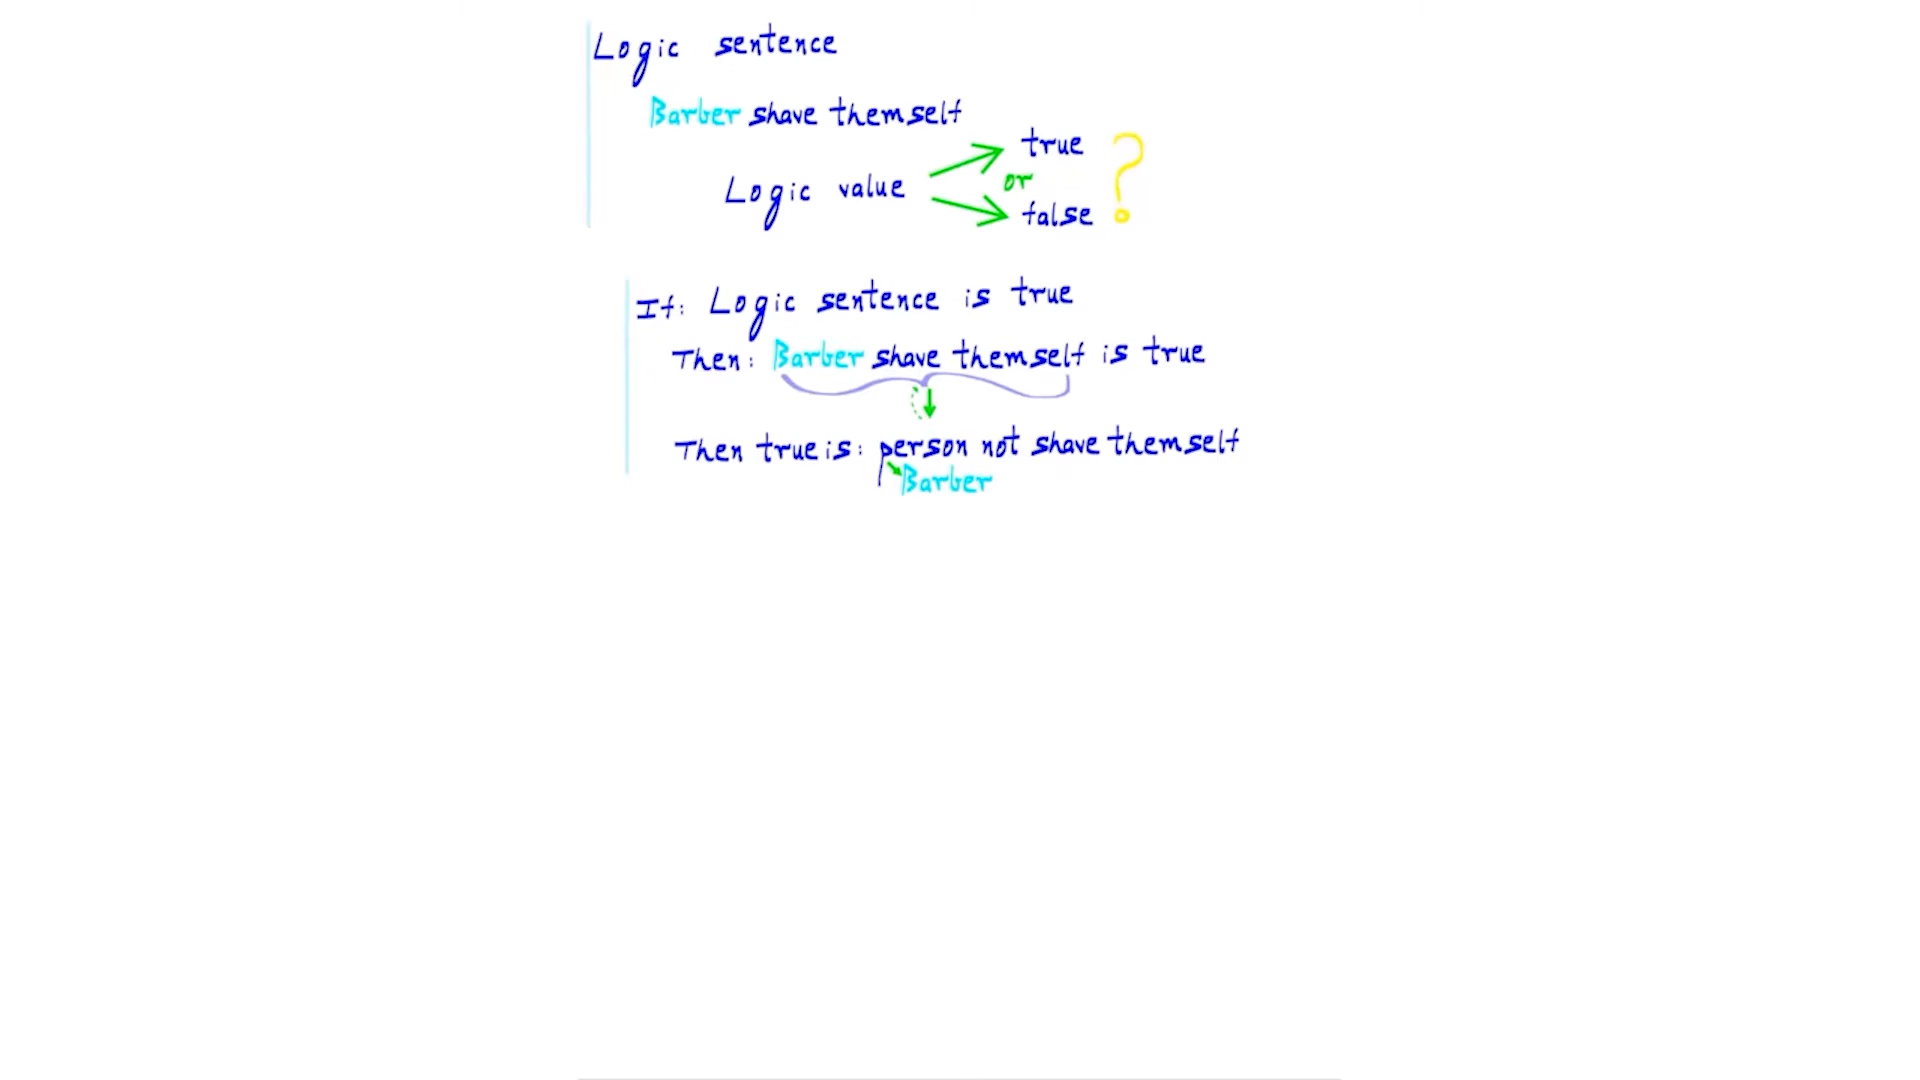 Logic sentence
Barber shave themself
true
Logic value or ?
false
If: Logic sentence is true
Then: Barber shave themself is true
Then true is: person not shave themself
Barber